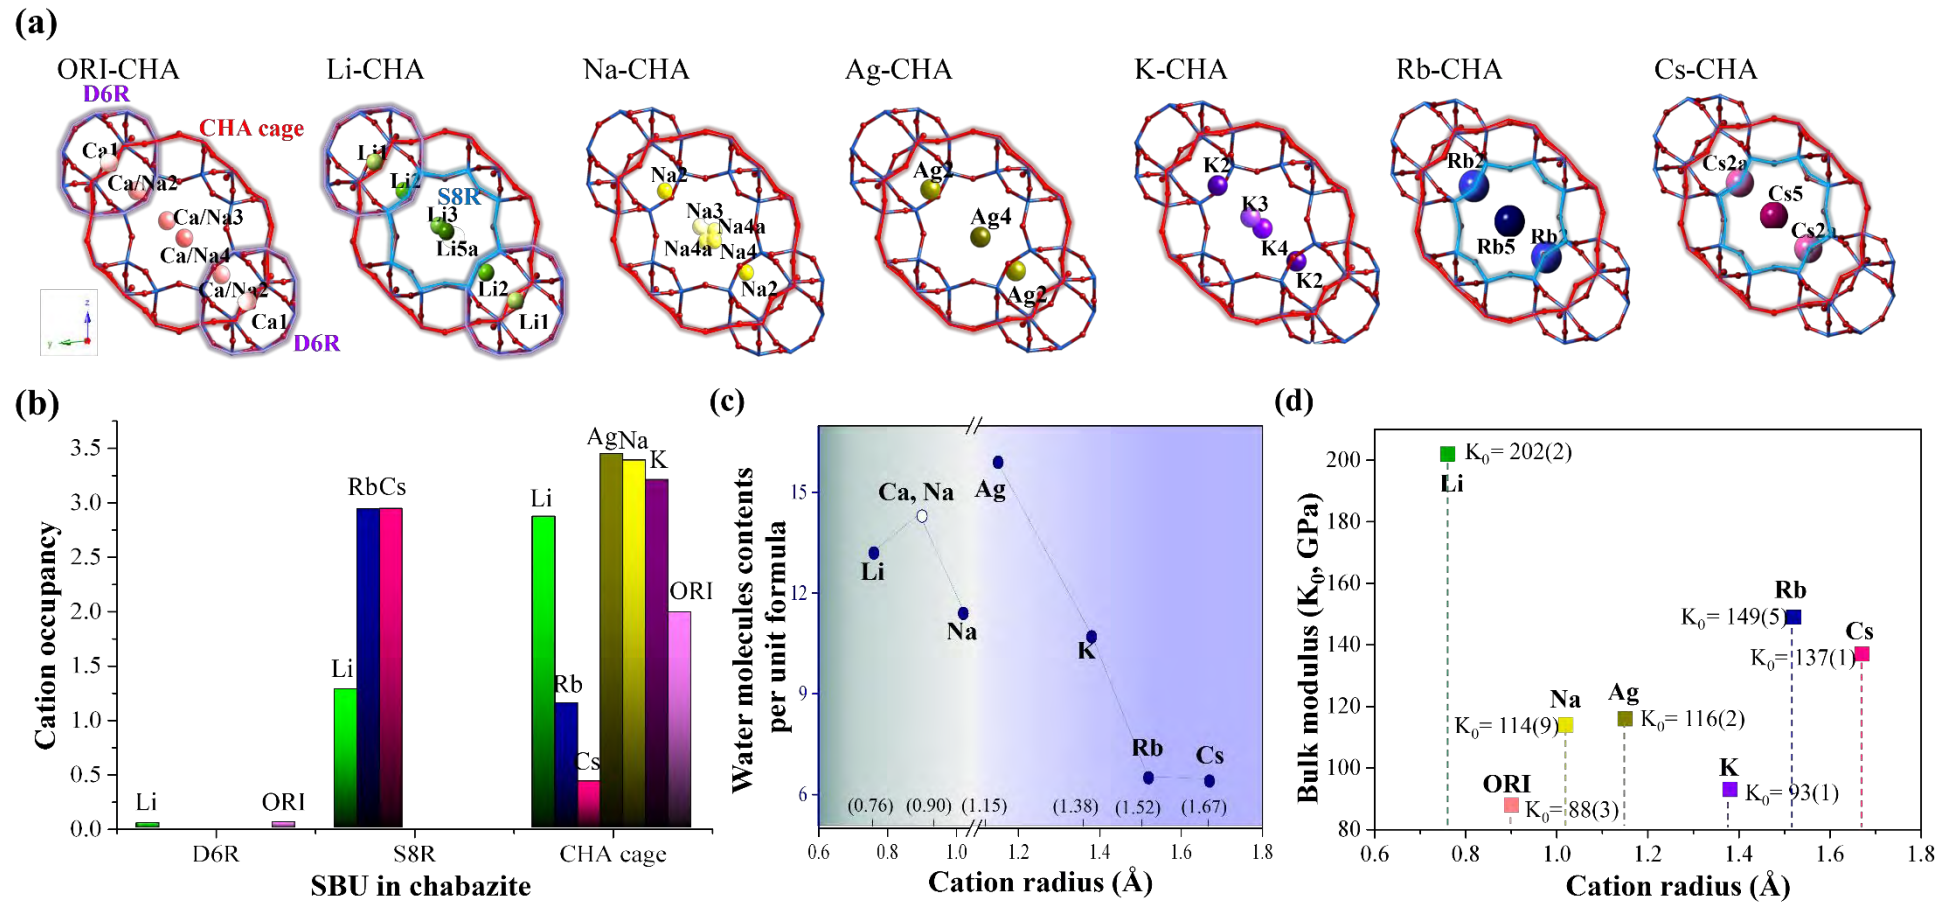 (a)
ORI-CHA Li-CHA Na-CHA Ag-CHA K-CHA Rb-CHA Cs-CHA
D6R
CHA cage
Ca1
Ca/Na2
Ca/Na3
Ca/Na4
Ca/Na2
Ca1
D6R
z
y
Li1
Li2
S8R
Li3
Li5a
Li2
Li1
Na2
Na3
Na4a
Na4a
Na4
Na2
Ag2
Ag4
Ag2
K2
K3
K4
K2
Rb2
Rb5
Cs2a
Cs5
Cs2a
(b)
Cation occupancy
3.5
3.0
2.5
2.0
1.5
1.0
0.5
0.0
Li
ORI
Li
Rb
Cs
Li
Rb
Cs
Ag
Na
K
ORI
D6R S8R CHA cage
SBU in chabazite
(c)
Water molecules contents
per unit formula
15
12
9
6
Li
Ca, Na
Na
Ag
K
Rb
Cs
(0.76) (0.90) (1.15) (1.38) (1.52) (1.67)
0.6 0.8 1.0 1.2 1.4 1.6 1.8
Cation radius (Å)
(d)
Bulk modulus (K₀, GPa)
200
180
160
140
120
100
80
K₀= 202(2)
Li
Rb
K₀= 149(5)
Cs
K₀= 137(1)
Na
K₀= 114(9)
Ag
K₀= 116(2)
K
K₀= 93(1)
ORI
K₀= 88(3)
0.6 0.8 1.0 1.2 1.4 1.6 1.8
Cation radius (Å)